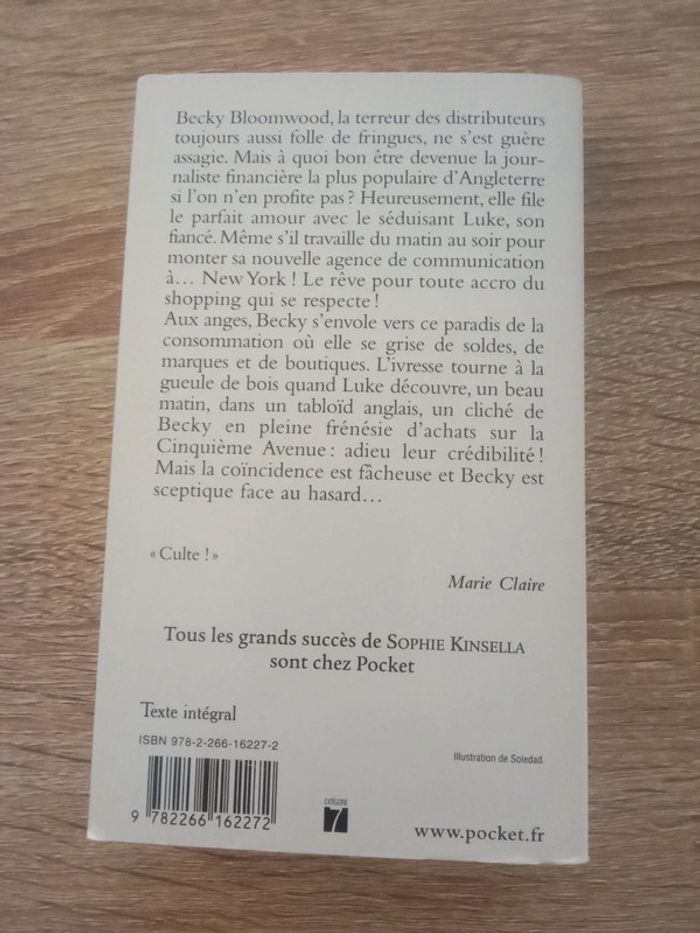 Becky Bloomwood, la terreur des distributeurs
toujours aussi folle de fringues, ne s'est guère
assagie. Mais à quoi bon être devenue la jour-
naliste financière la plus populaire d'Angleterre
si l'on n'en profite pas ? Heureusement, elle file
le parfait amour avec le séduisant Luke, son
fiancé. Même s'il travaille du matin au soir pour
monter sa nouvelle agence de communication
à… New York ! Le rêve pour toute accro du
shopping qui se respecte !
Aux anges, Becky s'envole vers ce paradis de la
consommation où elle se grise de soldes, de
marques et de boutiques. L'ivresse tourne à la
gueule de bois quand Luke découvre, un beau
matin, dans un tabloïd anglais, un cliché de
Becky en pleine frénésie d'achats sur la
Cinquième Avenue : adieu leur crédibilité !
Mais la coïncidence est fâcheuse et Becky est
sceptique face au hasard…
« Culte ! »
Marie Claire
Tous les grands succès de SOPHIE KINSELLA
sont chez Pocket
Texte intégral
ISBN 978-2-266-16227-2
Illustration de Soledad.
9 782266 162272
CATÉGORIE
7
www.pocket.fr